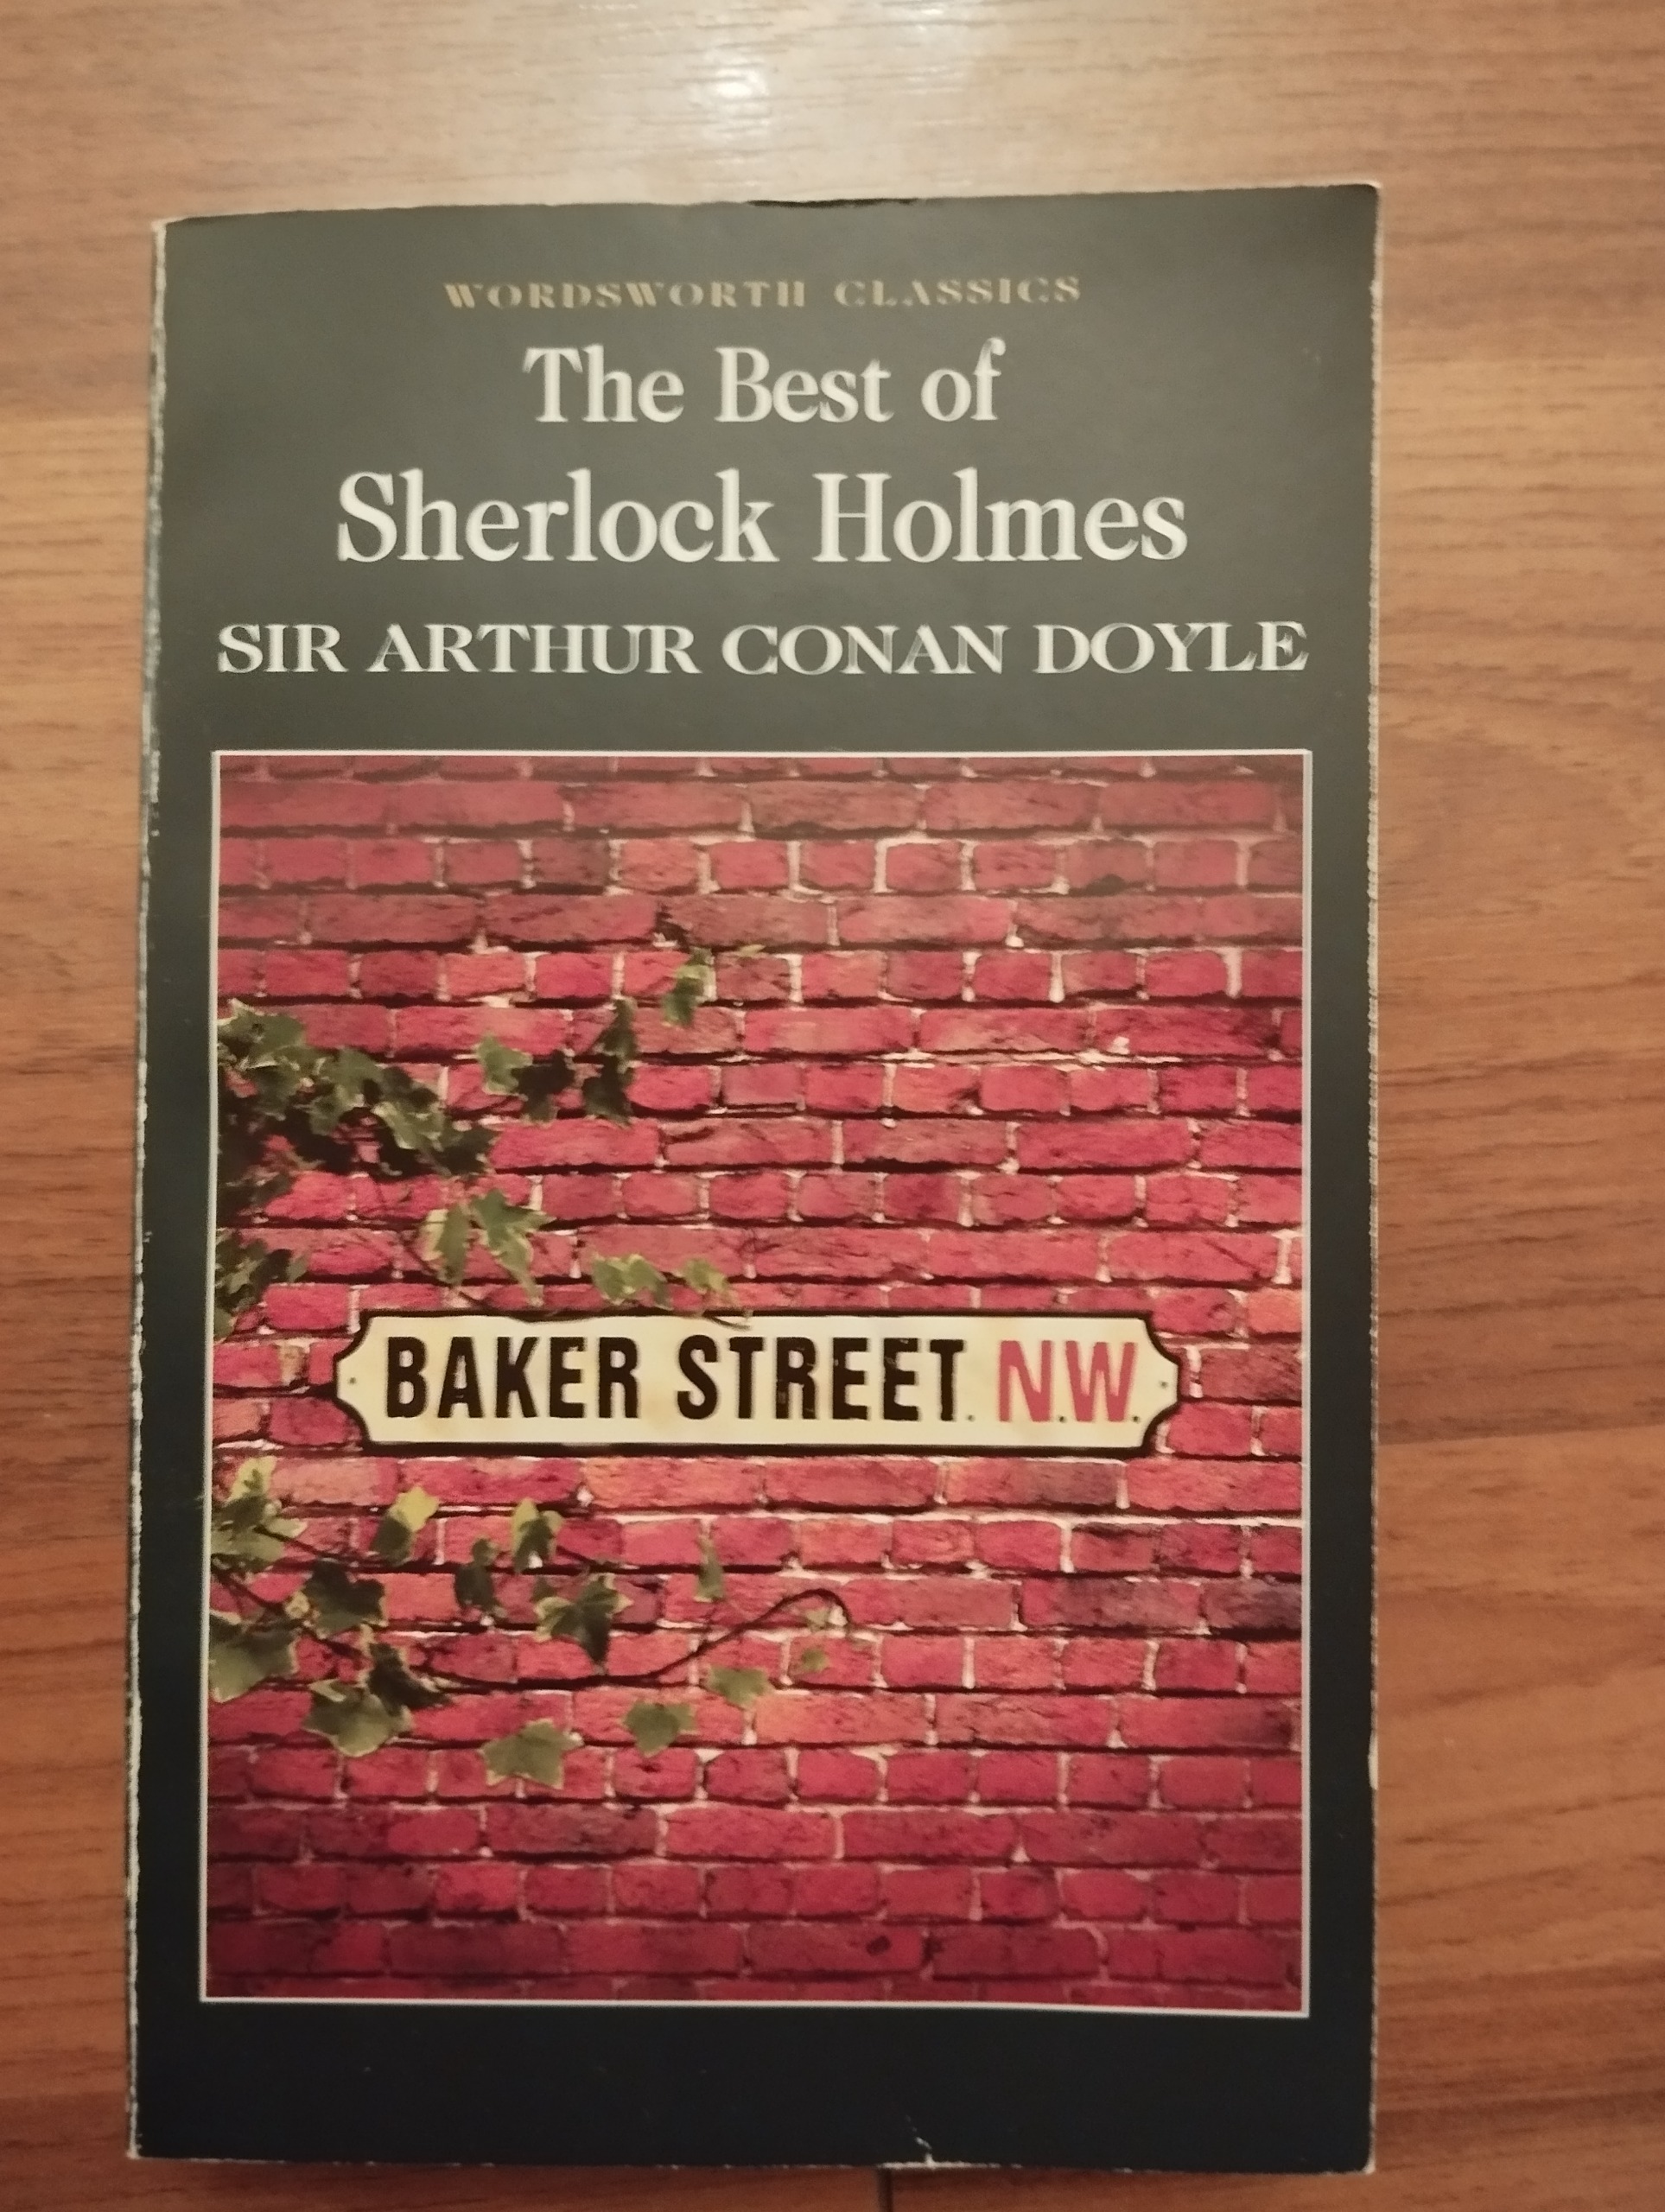 WORDSWORTH CLASSICS
The Best of
Sherlock Holmes
SIR ARTHUR CONAN DOYLE
BAKER STREET. N.W.